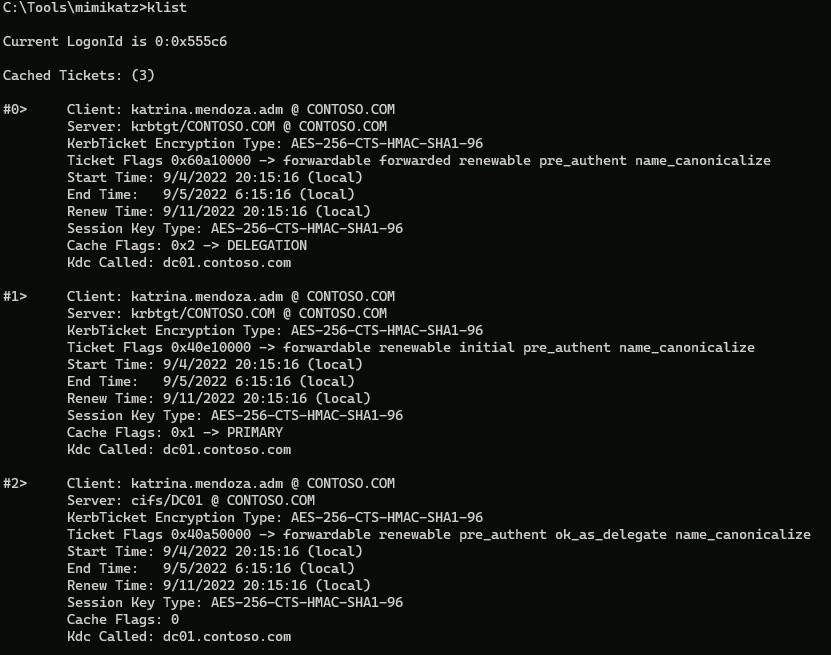 C:\Tools\mimikatz>klist
Current LogonId is 0:0x555c6
Cached Tickets: (3)
#0> Client: katrina.mendoza.adm @ CONTOSO.COM
Server: krbtgt/CONTOSO.COM @ CONTOSO.COM
KerbTicket Encryption Type: AES-256-CTS-HMAC-SHA1-96
Ticket Flags 0x60a10000 -> forwardable forwarded renewable pre_authent name_canonicalize
Start Time: 9/4/2022 20:15:16 (local)
End Time: 9/5/2022 6:15:16 (local)
Renew Time: 9/11/2022 20:15:16 (local)
Session Key Type: AES-256-CTS-HMAC-SHA1-96
Cache Flags: 0x2 -> DELEGATION
Kdc Called: dc01.contoso.com
#1> Client: katrina.mendoza.adm @ CONTOSO.COM
Server: krbtgt/CONTOSO.COM @ CONTOSO.COM
KerbTicket Encryption Type: AES-256-CTS-HMAC-SHA1-96
Ticket Flags 0x40e10000 -> forwardable renewable initial pre_authent name_canonicalize
Start Time: 9/4/2022 20:15:16 (local)
End Time: 9/5/2022 6:15:16 (local)
Renew Time: 9/11/2022 20:15:16 (local)
Session Key Type: AES-256-CTS-HMAC-SHA1-96
Cache Flags: 0x1 -> PRIMARY
Kdc Called: dc01.contoso.com
#2> Client: katrina.mendoza.adm @ CONTOSO.COM
Server: cifs/DC01 @ CONTOSO.COM
KerbTicket Encryption Type: AES-256-CTS-HMAC-SHA1-96
Ticket Flags 0x40a50000 -> forwardable renewable pre_authent ok_as_delegate name_canonicalize
Start Time: 9/4/2022 20:15:16 (local)
End Time: 9/5/2022 6:15:16 (local)
Renew Time: 9/11/2022 20:15:16 (local)
Session Key Type: AES-256-CTS-HMAC-SHA1-96
Cache Flags: 0
Kdc Called: dc01.contoso.com